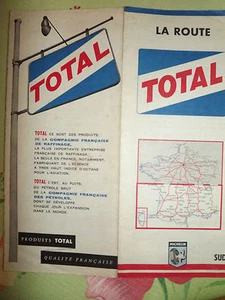 TOTAL
TOTAL CE SONT DES PRODUITS
DE LA COMPAGNIE FRANÇAISE
DE RAFFINAGE,
LA PLUS IMPORTANTE ENTREPRISE
FRANÇAISE DE RAFFINAGE,
LA SEULE EN FRANCE, NOTAMMENT,
FABRIQUANT DE L'ESSENCE
A TRÈS HAUT INDICE D'OCTANE
POUR L'AVIATION.
TOTAL C'EST, AU PUITS,
DU PÉTROLE BRUT
DE LA COMPAGNIE FRANÇAISE
DES PÉTROLES,
DONT SE DÉVELOPPE
CHAQUE JOUR L'EXPANSION
DANS LE MONDE.
PRODUITS TOTAL
QUALITÉ FRANÇAISE
LA ROUTE
TOTAL
MICHELIN
SUD